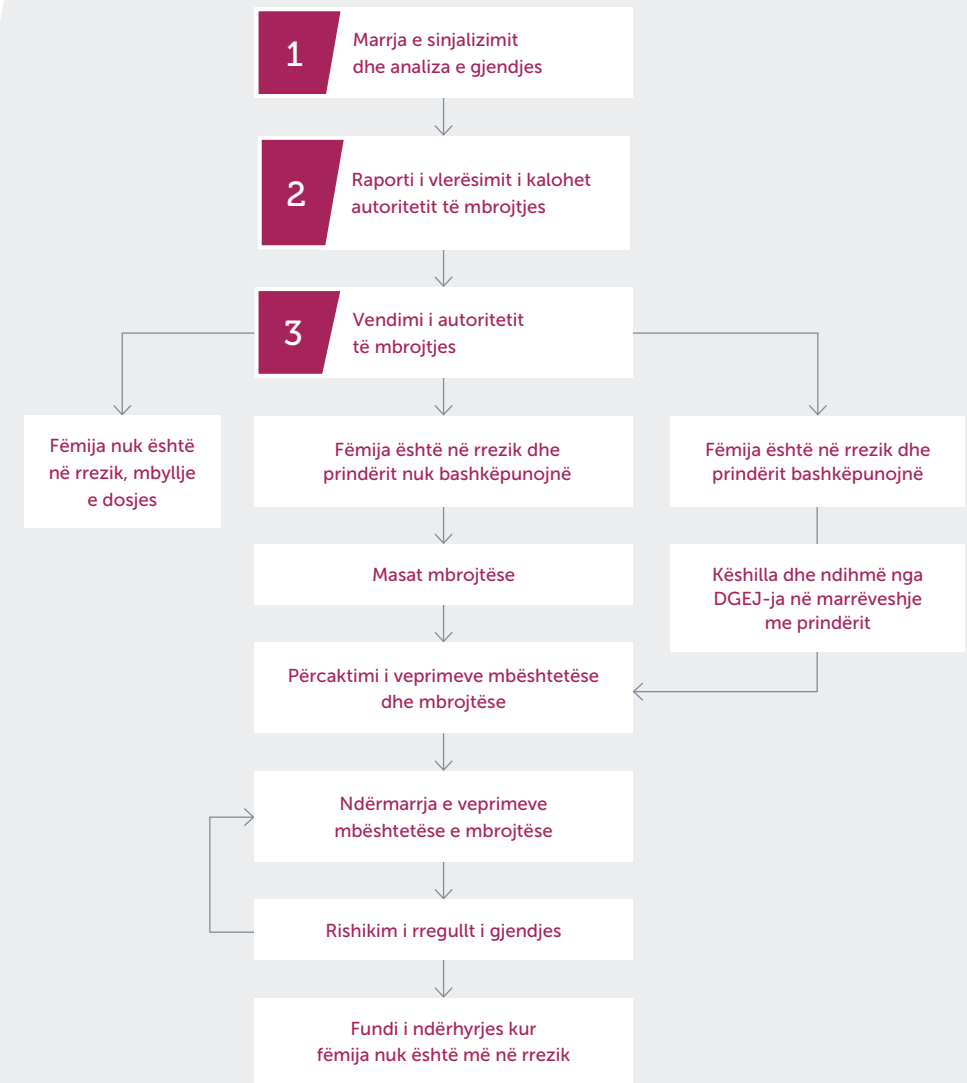 1
Marrja e sinjalizimit
dhe analiza e gjendjes
2
Raporti i vlerësimit i kalohet
autoritetit të mbrojtjes
3
Vendimi i autoritetit
të mbrojtjes
Fëmija nuk është
në rrezik, mbyllje
e dosjes
Fëmija është në rrezik dhe
prindërit nuk bashkëpunojnë
Fëmija është në rrezik dhe
prindërit bashkëpunojnë
Masat mbrojtëse
Këshilla dhe ndihmë nga
DGEJ-ja në marrëveshje
me prindërit
Përcaktimi i veprimeve mbështetëse
dhe mbrojtëse
Ndërmarrja e veprimeve
mbështetëse e mbrojtëse
Rishikim i rregullt i gjendjes
Fundi i ndërhyrjes kur
fëmija nuk është më në rrezik